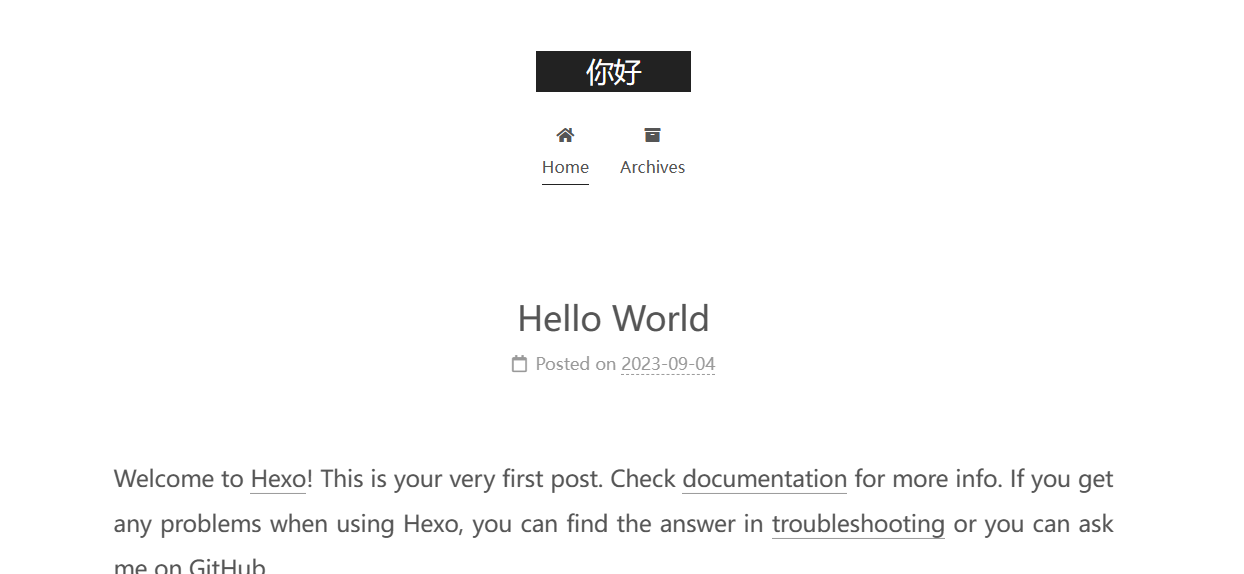 你好
Home
Archives
Hello World
Posted on 2023-09-04
Welcome to Hexo! This is your very first post. Check documentation for more info. If you get
any problems when using Hexo, you can find the answer in troubleshooting or you can ask
me on GitHub